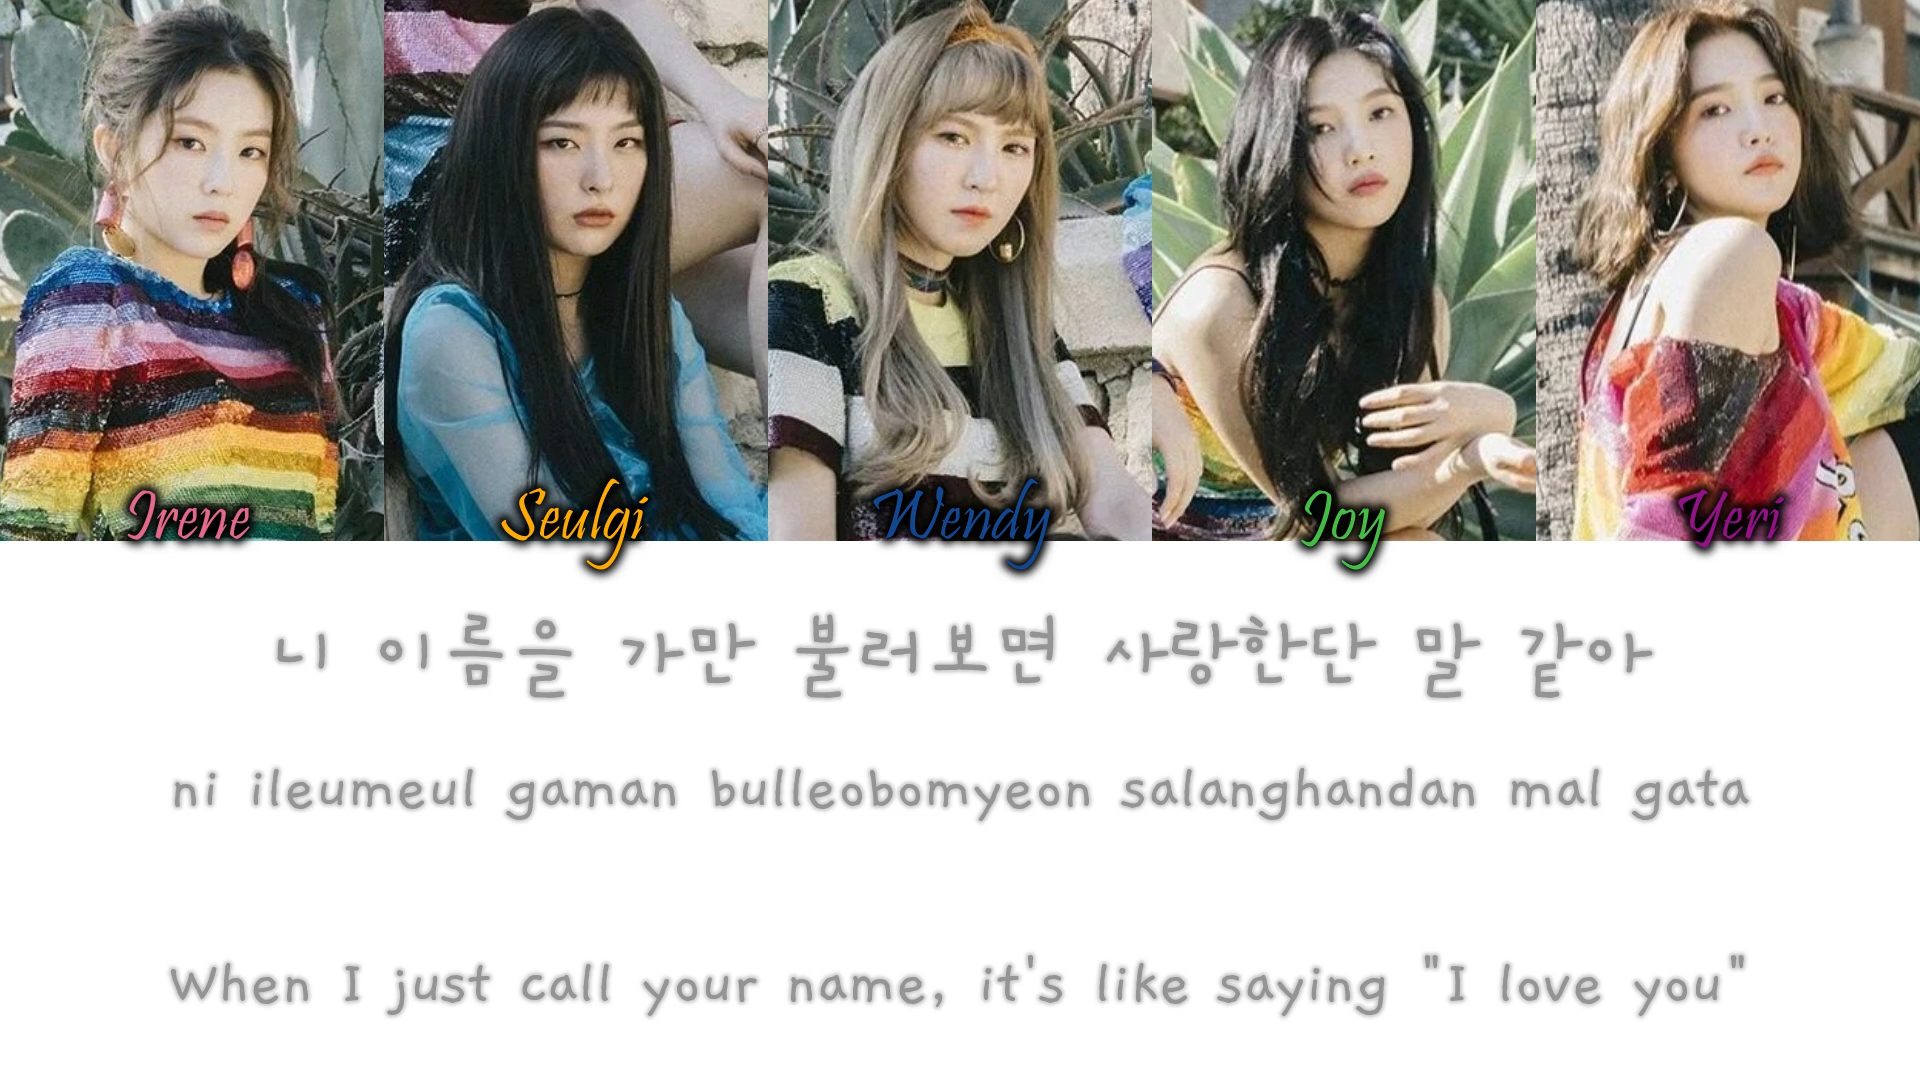 Irene Seulgi Wendy Joy Yeri
니 이름을 가만 불러보면 사랑한단 말 같아
ni ileumeul gaman bulleobomyeon salanghandan mal gata
When I just call your name, it's like saying "I love you"